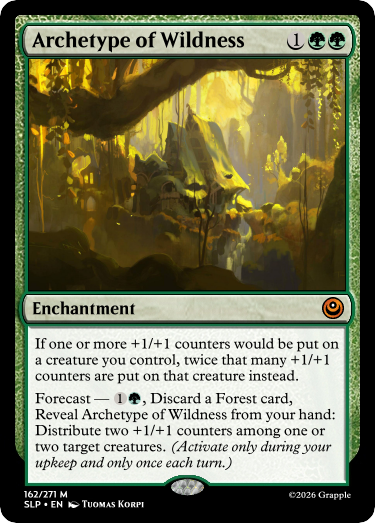 Archetype of Wildness 1
Enchantment
If one or more +1/+1 counters would be put on
a creature you control, twice that many +1/+1
counters are put on that creature instead.
Forecast — 1, Discard a Forest card,
Reveal Archetype of Wildness from your hand:
Distribute two +1/+1 counters among one or
two target creatures. (Activate only during your
upkeep and only once each turn.)
162/271 M
SLP • EN Tuomas Korpi
©2026 Grapple